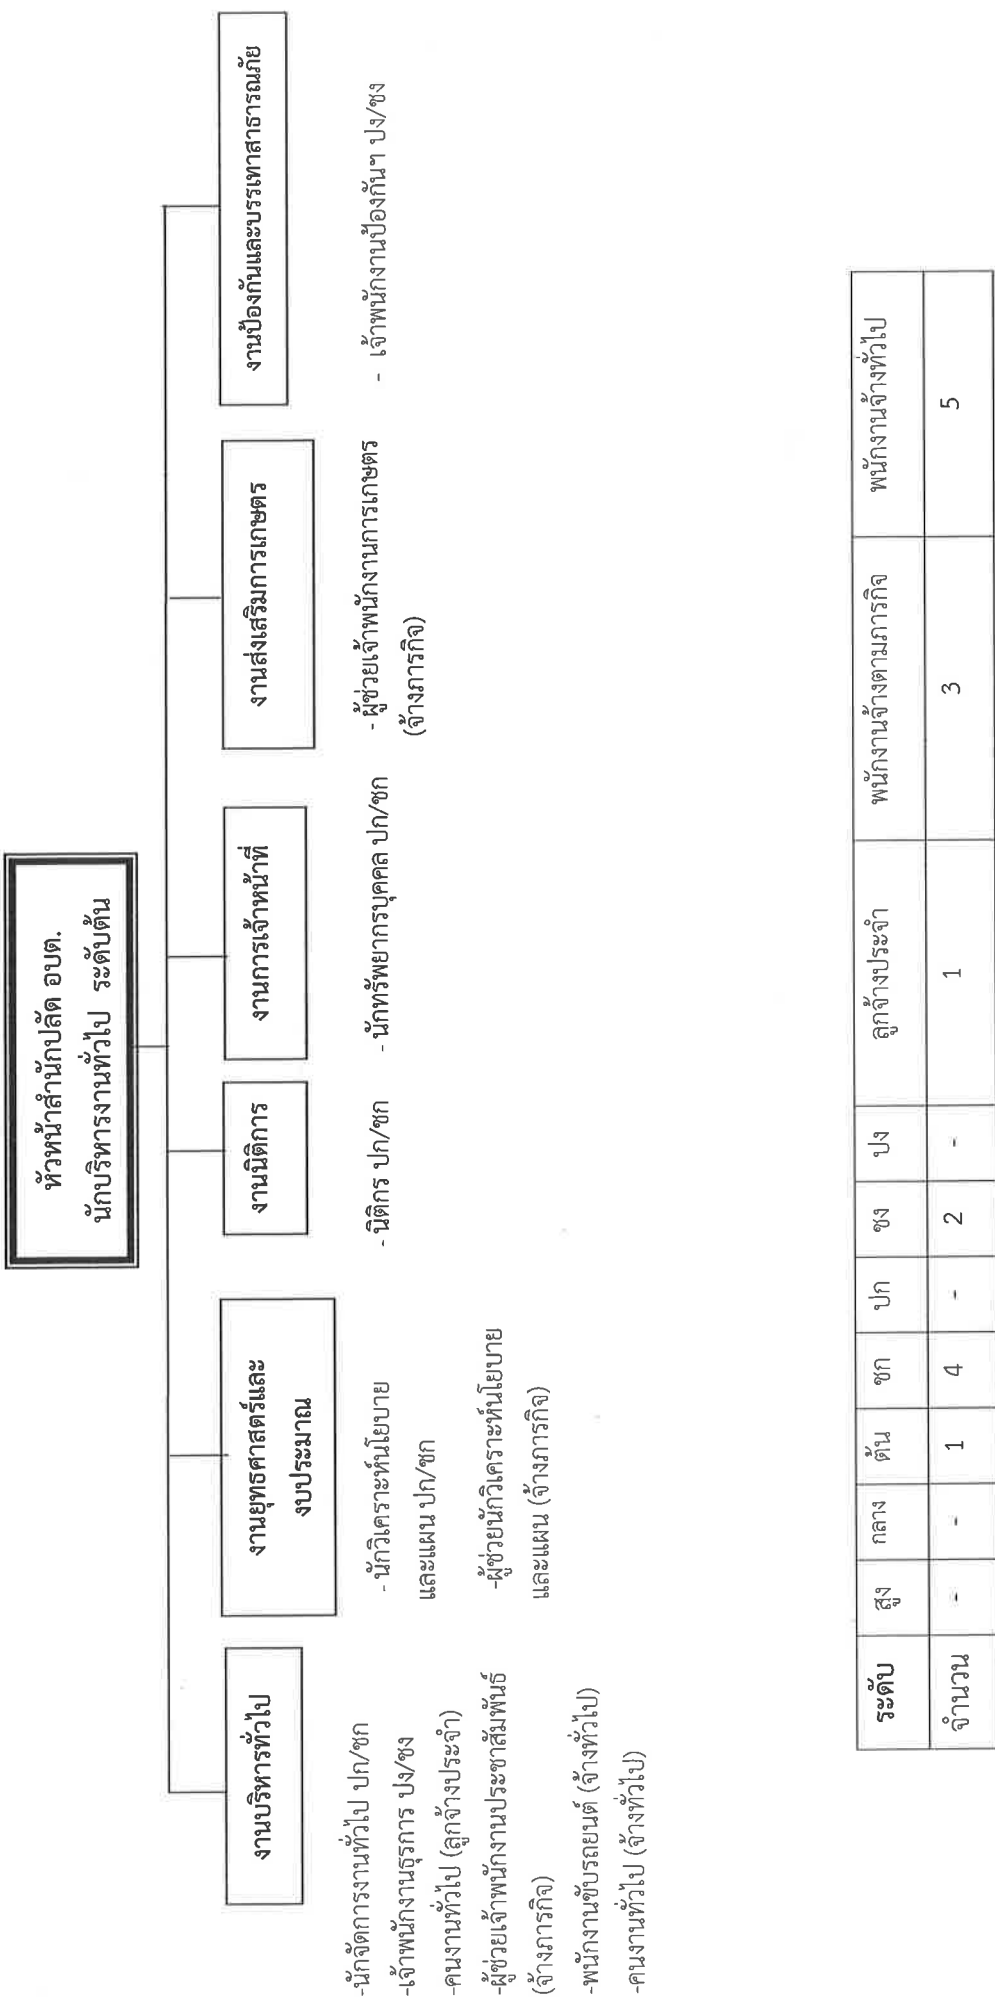 หัวหน้าสำนักปลัด อบต.
นักบริหารงานทั่วไป ระดับต้น
งานบริหารทั่วไป
-นักจัดการงานทั่วไป ปก/ชก
-เจ้าพนักงานธุรการ ปง/ชง
-คนงานทั่วไป (ลูกจ้างประจำ)
-ผู้ช่วยเจ้าพนักงานประชาสัมพันธ์
(จ้างภารกิจ)
-พนักงานขับรถยนต์ (จ้างทั่วไป)
-คนงานทั่วไป (จ้างทั่วไป)
งานยุทธศาสตร์และ
งบประมาณ
- นักวิเคราะห์นโยบาย
และแผน ปก/ชก
-ผู้ช่วยนักวิเคราะห์นโยบาย
และแผน (จ้างภารกิจ)
งานนิติการ
- นิติกร ปก/ชก
งานการเจ้าหน้าที่
- นักทรัพยากรบุคคล ปก/ชก
งานส่งเสริมการเกษตร
- ผู้ช่วยเจ้าพนักงานการเกษตร
(จ้างภารกิจ)
งานป้องกันและบรรเทาสาธารณภัย
- เจ้าพนักงานป้องกันฯ ปง/ชง
ระดับ สูง กลาง ต้น ชก ปก ชง ปง ลูกจ้างประจำ พนักงานจ้างตามภารกิจ พนักงานจ้างทั่วไป
จำนวน - - 1 4 - 2 - 1 3 5